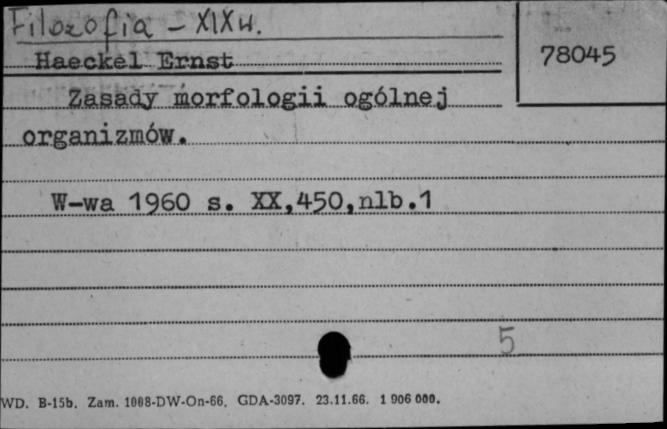 Filozofia - XIXw.
78045
Haeckel Ernst
Zasady morfologii ogólnej
organizmów.
W-wa 1960 s. XX,450,nlb.1
5
WD. B-15b. Zam. 1008-DW-On-66. GDA-3097. 23.11.66. 1 906 000.